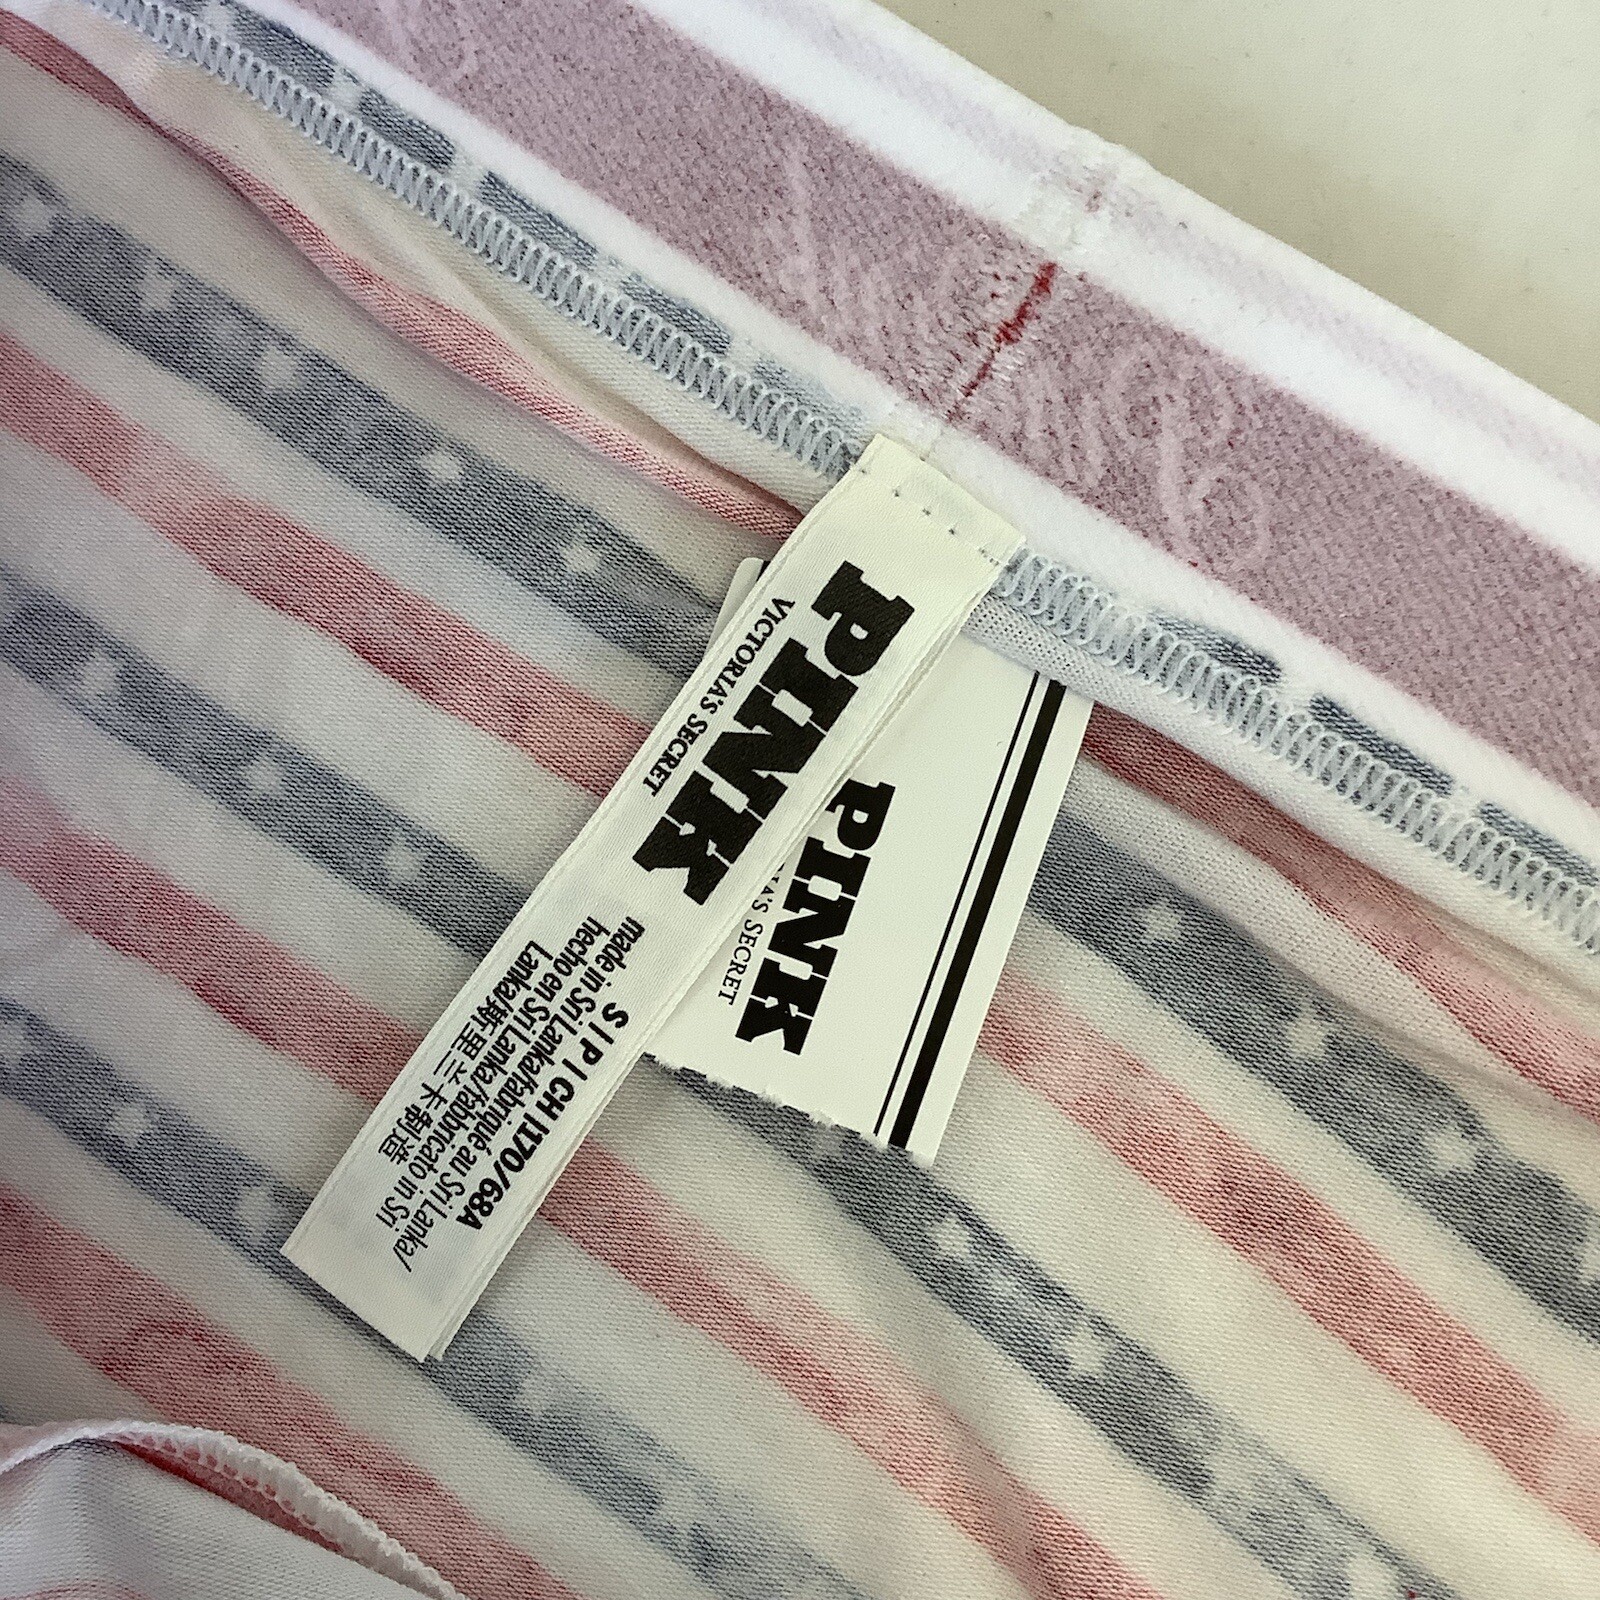 PINK
VICTORIA'S SECRET
S | P | CH |170/68A
made in Sri Lanka/fabriqué au Sri Lanka/
hecho en Sri Lanka/fabbricato in Sri
Lanka/斯里兰卡制造
PINK
SECRET